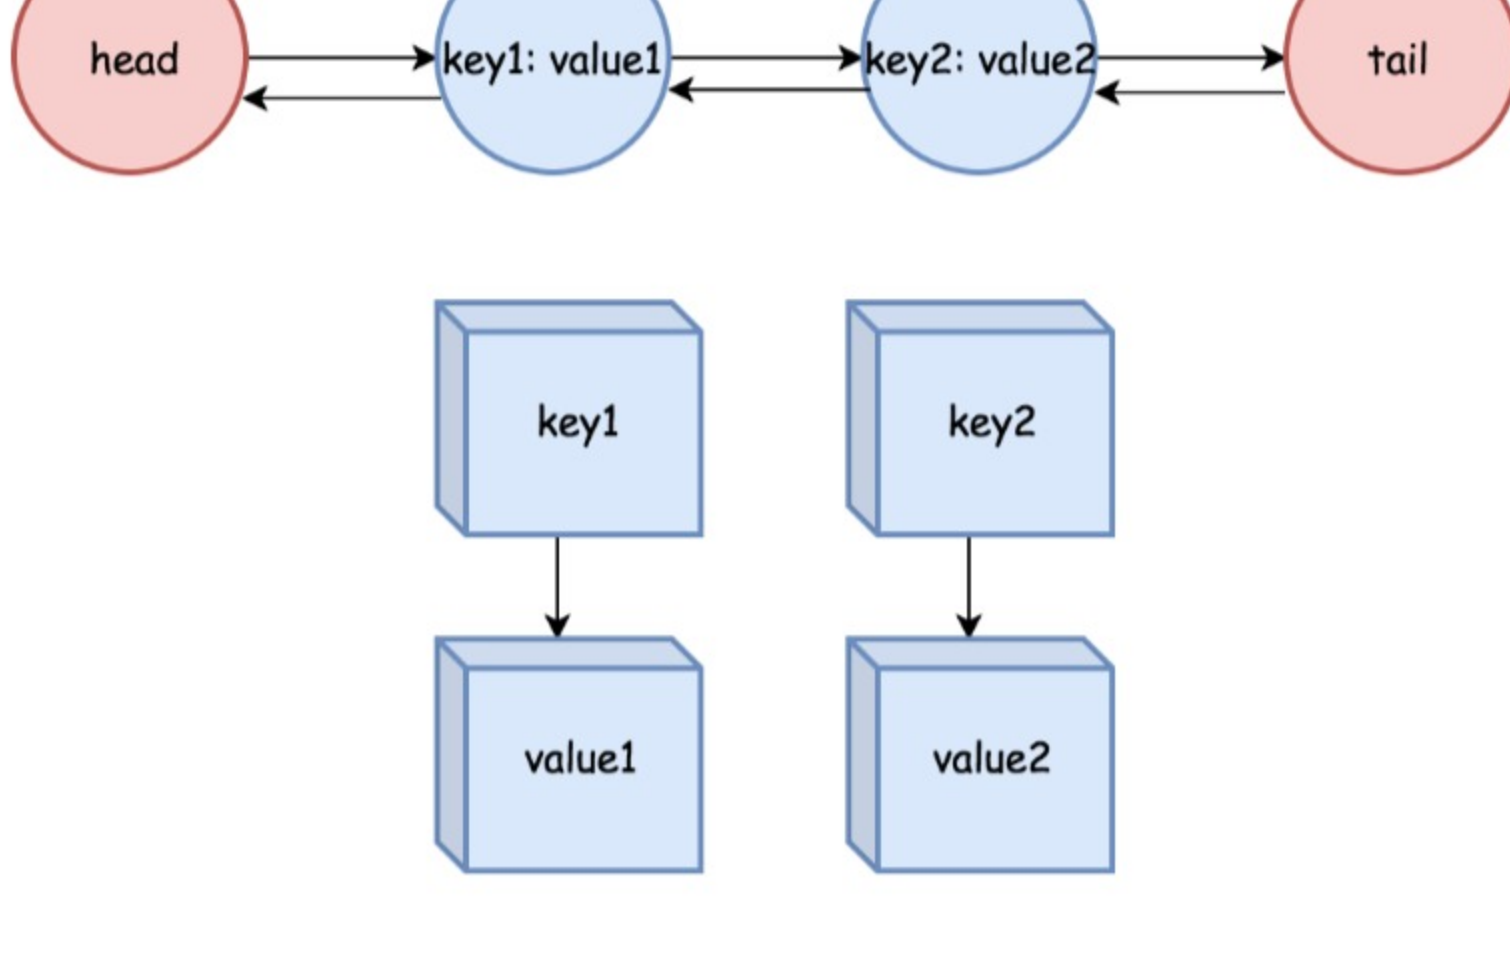 head
key1: value1
key2: value2
tail
key1
key2
value1
value2